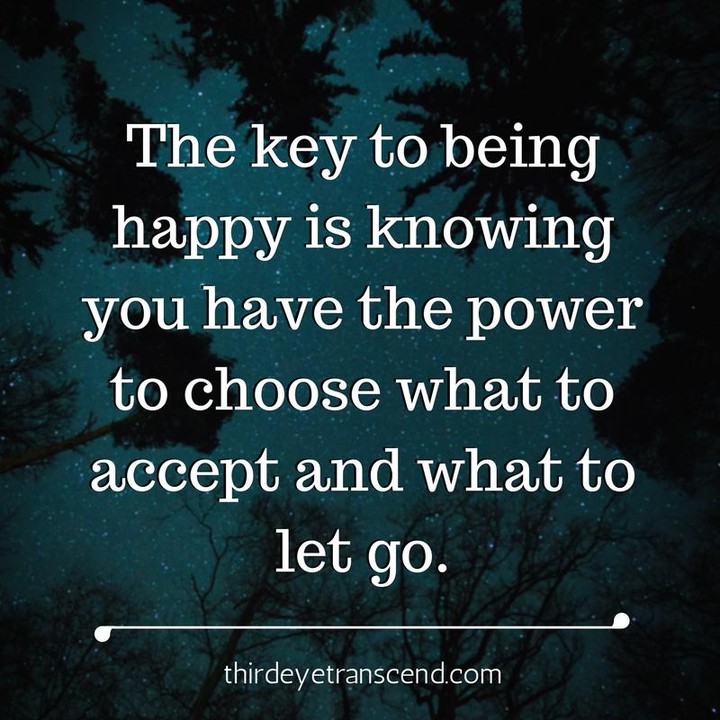 The key to being
happy is knowing
you have the power
to choose what to
accept and what to
let go.
thirdeyetranscend.com